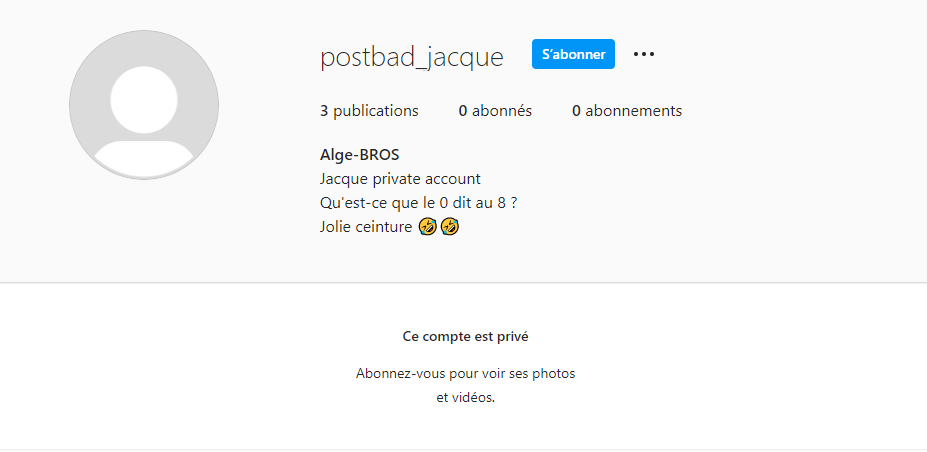 postbad_jacque S'abonner
3 publications 0 abonnés 0 abonnements
Alge-BROS
Jacque private account
Qu'est-ce que le 0 dit au 8 ?
Jolie ceinture 🤣🤣
Ce compte est privé
Abonnez-vous pour voir ses photos
et vidéos.